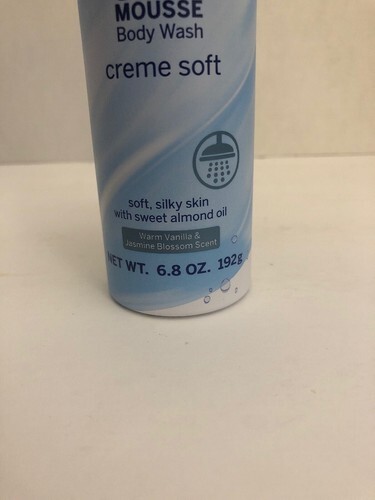 MOUSSE
Body Wash
creme soft
soft, silky skin
with sweet almond oil
Warm Vanilla &
Jasmine Blossom Scent
NET WT. 6.8 OZ. 192g